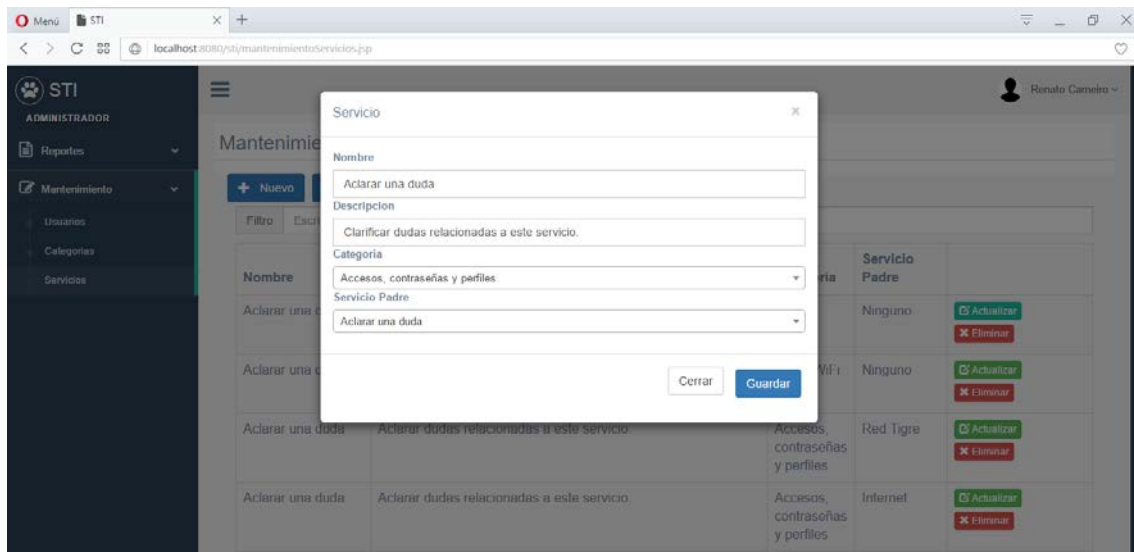 Menú STI
localhost:8080/sti/mantenimientoServicios.jsp
STI
ADMINISTRADOR
Reportes
Mantenimiento
Usuarios
Categorias
Servicios
Renato Carneiro
Mantenimie
Nuevo
Filtro Escri
Nombre ria Servicio Padre
Aclarar una d Ninguno Actualizar
Eliminar
Aclarar una d WiFi Ninguno Actualizar
Eliminar
Aclarar una duda Aclarar dudas relacionadas a este servicio. Accesos, contraseñas y perfiles Red Tigre Actualizar
Eliminar
Aclarar una duda Aclarar dudas relacionadas a este servicio. Accesos, contraseñas y perfiles Internet Actualizar
Eliminar
Servicio
Nombre
Aclarar una duda
Descripcion
Clarificar dudas relacionadas a este servicio.
Categoria
Accesos, contraseñas y perfiles
Servicio Padre
Aclarar una duda
Cerrar Guardar